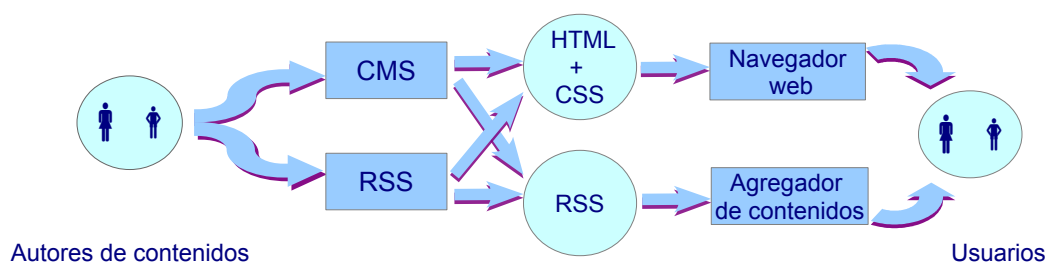 CMS
RSS
HTML
+
CSS
RSS
Navegador
web
Agregador
de contenidos
Autores de contenidos
Usuarios